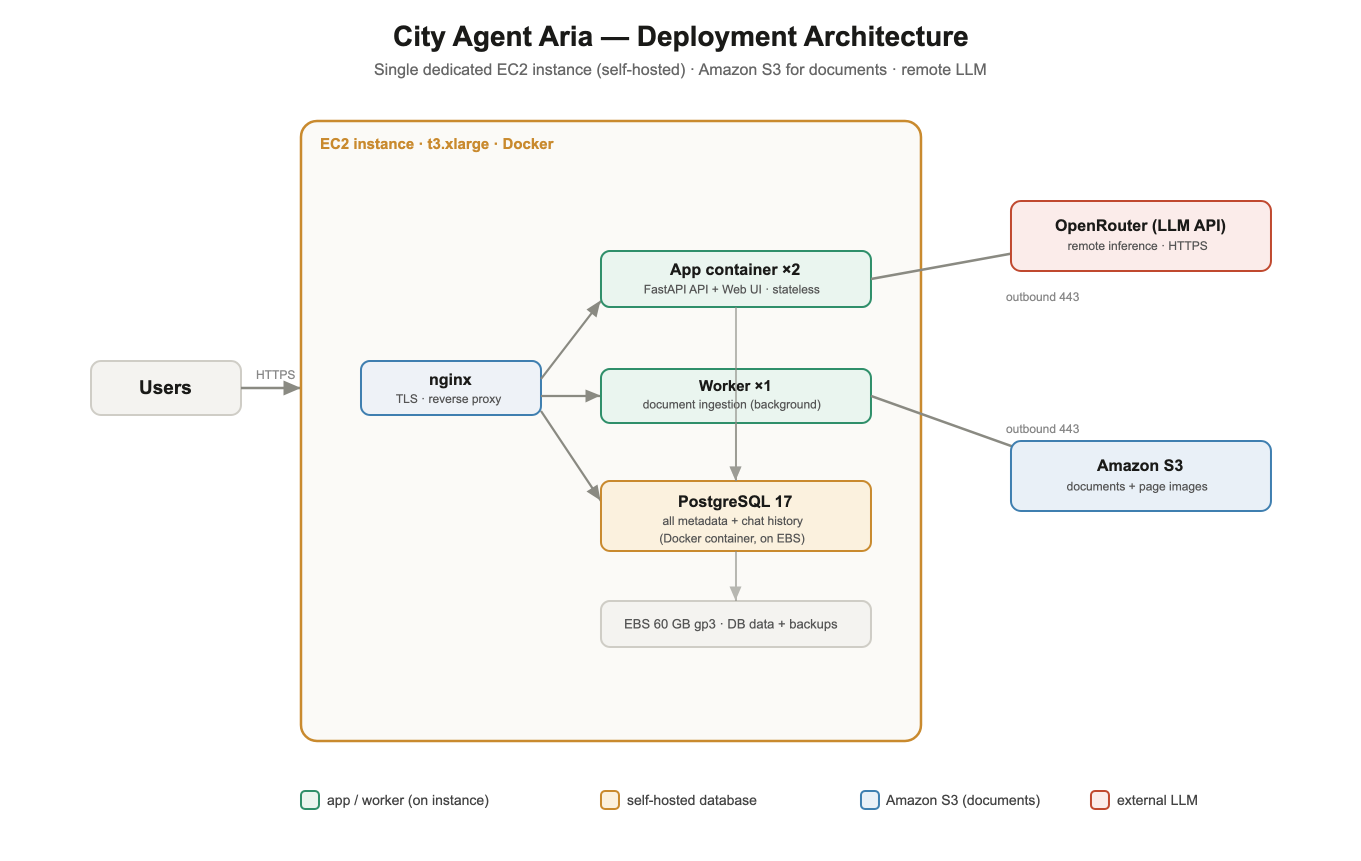 City Agent Aria — Deployment Architecture
Single dedicated EC2 instance (self-hosted) · Amazon S3 for documents · remote LLM
EC2 instance · t3.xlarge · Docker
OpenRouter (LLM API)
remote inference · HTTPS
outbound 443
App container ×2
FastAPI API + Web UI · stateless
Users
HTTPS
nginx
TLS · reverse proxy
Worker ×1
document ingestion (background)
outbound 443
Amazon S3
documents + page images
PostgreSQL 17
all metadata + chat history
(Docker container, on EBS)
EBS 60 GB gp3 · DB data + backups
app / worker (on instance)
self-hosted database
Amazon S3 (documents)
external LLM